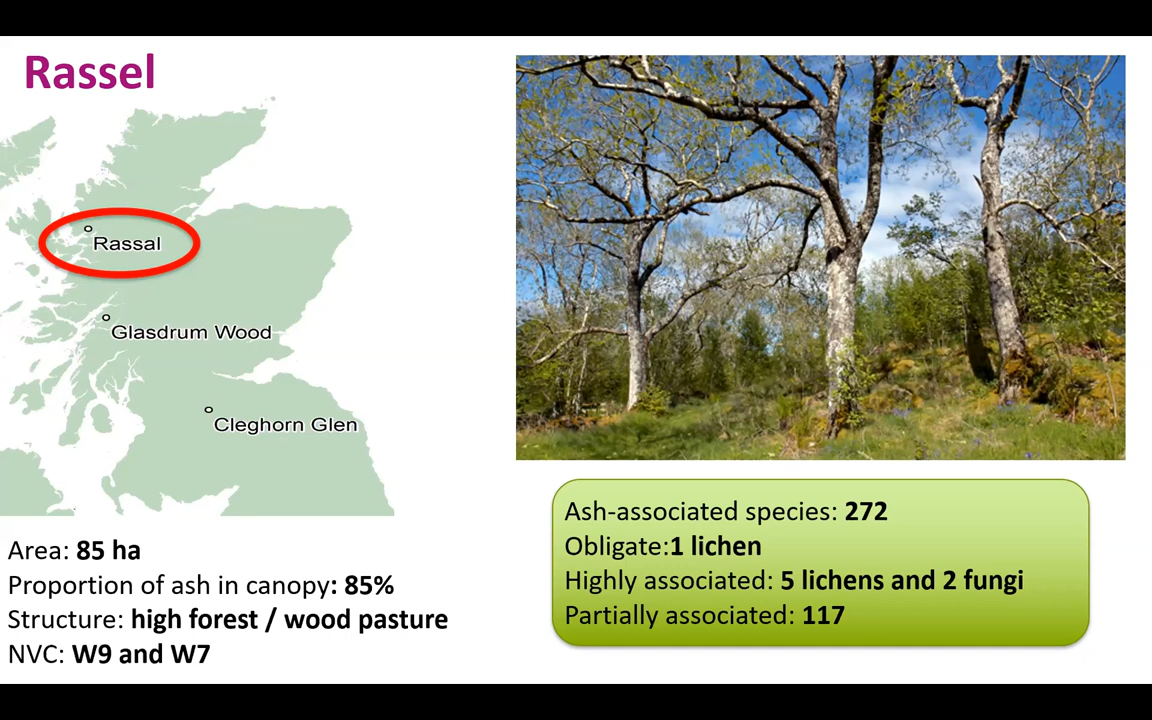 Rassel
Rassal
Glasdrum Wood
Cleghorn Glen
Area: 85 ha
Proportion of ash in canopy: 85%
Structure: high forest / wood pasture
NVC: W9 and W7
Ash-associated species: 272
Obligate:1 lichen
Highly associated: 5 lichens and 2 fungi
Partially associated: 117